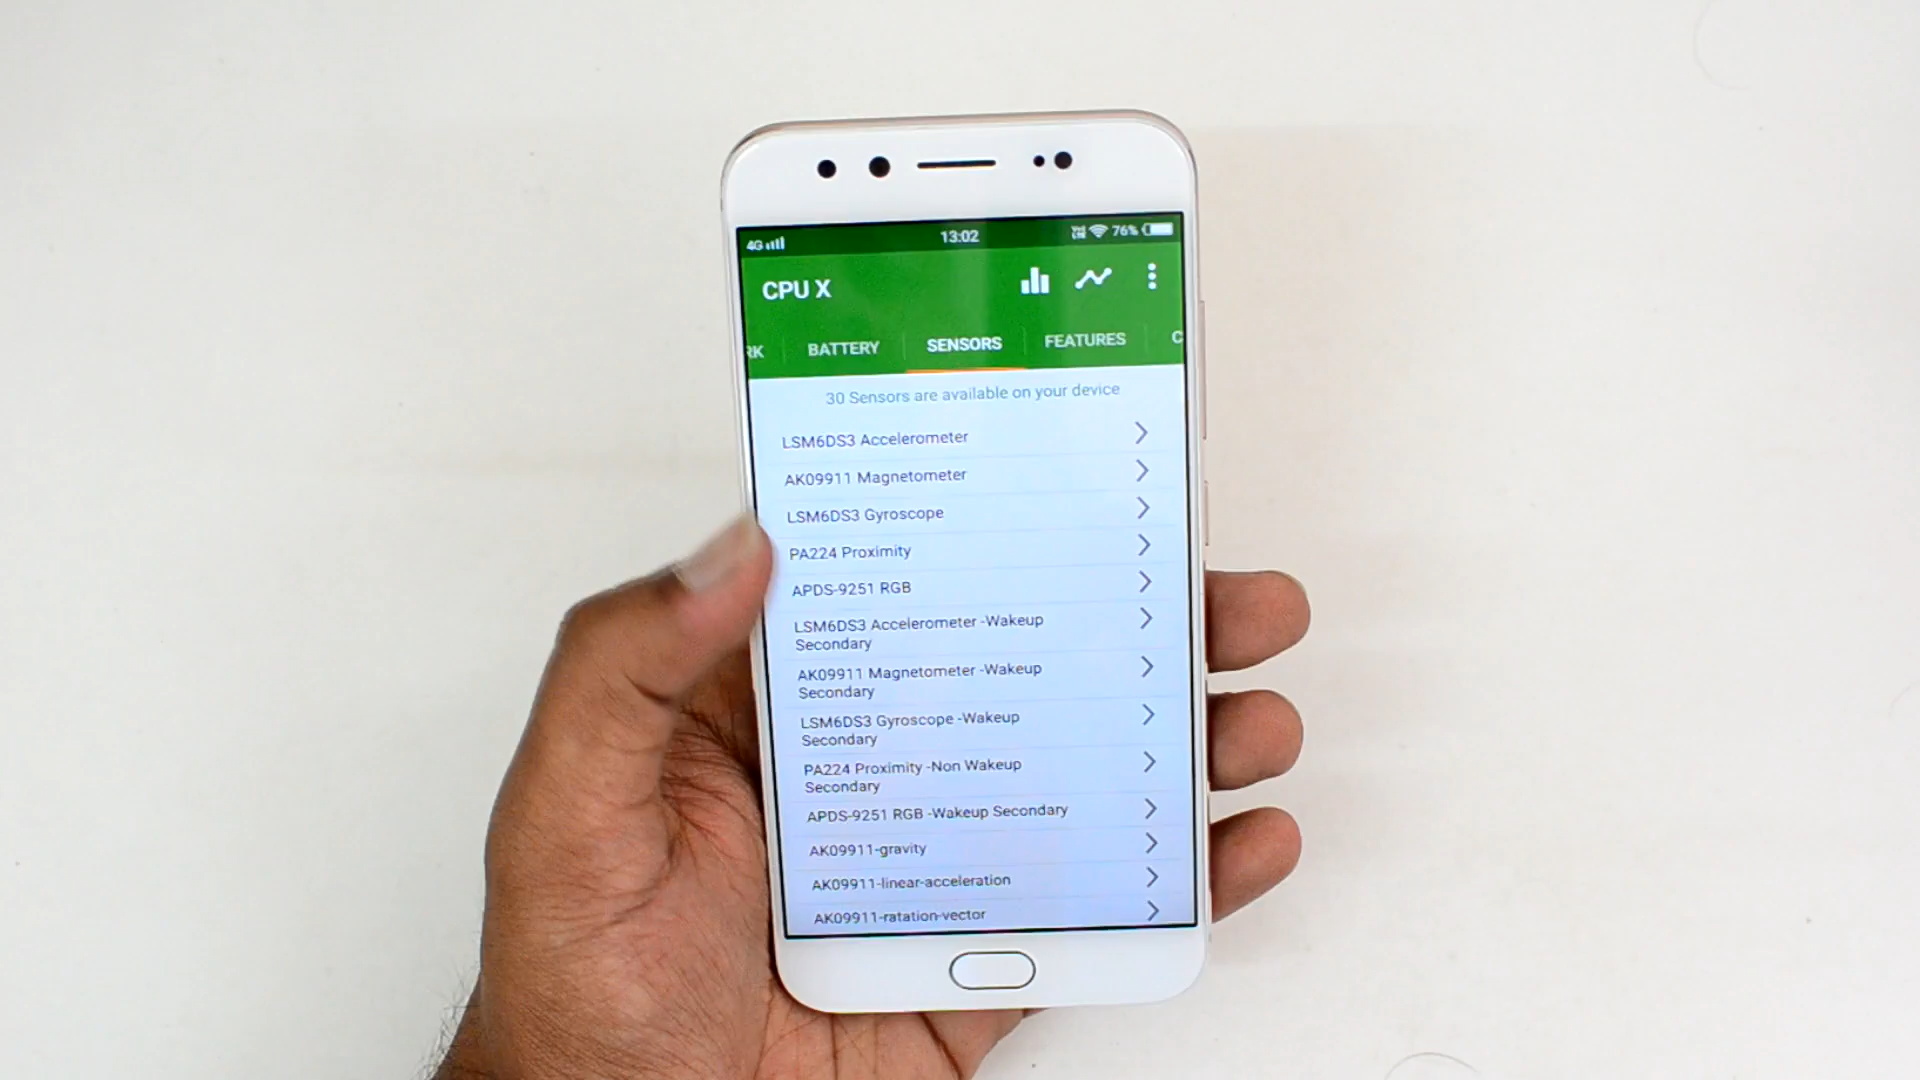 4G 13:02 76%
CPU X
RK BATTERY SENSORS FEATURES C
30 Sensors are available on your device
LSM6DS3 Accelerometer
AK09911 Magnetometer
LSM6DS3 Gyroscope
PA224 Proximity
APDS-9251 RGB
LSM6DS3 Accelerometer -Wakeup
Secondary
AK09911 Magnetometer -Wakeup
Secondary
LSM6DS3 Gyroscope -Wakeup
Secondary
PA224 Proximity -Non Wakeup
Secondary
APDS-9251 RGB -Wakeup Secondary
AK09911-gravity
AK09911-linear-acceleration
AK09911-ratation-vector